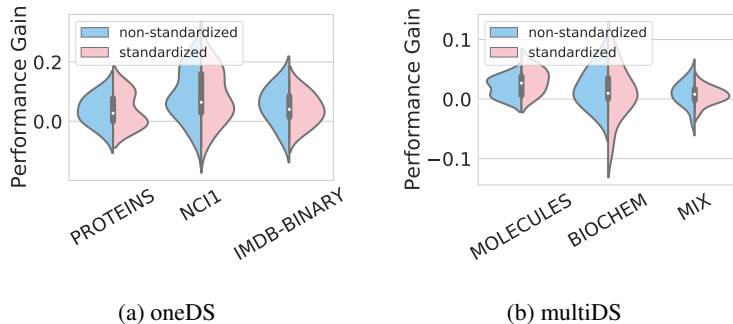 Performance Gain
non-standardized
standardized
0.2
0.0
PROTEINS
NCI1
IMDB-BINARY
(a) oneDS
Performance Gain
non-standardized
standardized
0.1
0.0
−0.1
MOLECULES
BIOCHEM
MIX
(b) multiDS